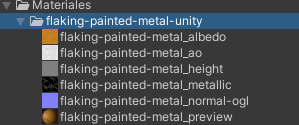 Materiales
flaking-painted-metal-unity
flaking-painted-metal_albedo
flaking-painted-metal_ao
flaking-painted-metal_height
flaking-painted-metal_metallic
flaking-painted-metal_normal-ogl
flaking-painted-metal_preview